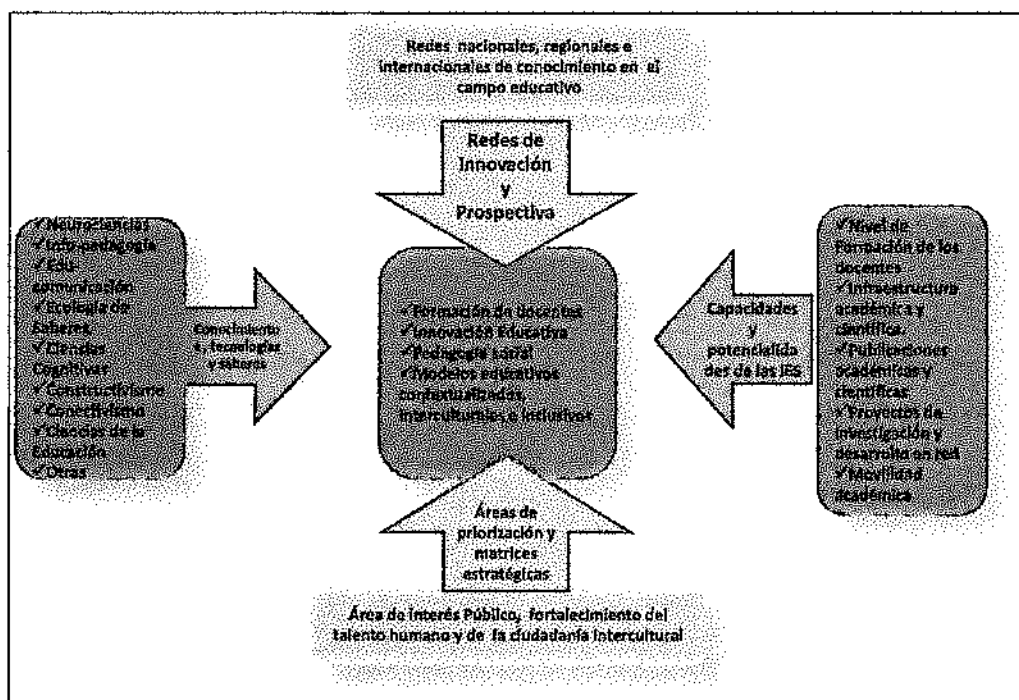 Redes nacionales, regionales e
internacionales de conocimiento en el
campo educativo
Redes de
Innovación
y
Prospectiva
✓Neurociencias
✓Info-pedagogía
✓Edu-
comunicación
✓Ecología de
Saberes
✓Ciencias
Cognitivas
✓Constructivismo
✓Conectivismo
✓Ciencias de la
Educación
✓Otras
Conocimiento
s, tecnologías
y saberes
✓Formación de docentes
✓Innovación Educativa
✓Pedagogía social
✓Modelos educativos
contextualizados,
interculturales e inclusivos
Capacidades
y
potencialida
des de las IES
✓Nivel de
Formación de los
docentes
✓Infraestructura
académica y
científica.
✓Publicaciones
académicas y
científicas
✓Proyectos de
investigación y
desarrollo en red
✓Movilidad
académica
Áreas de
priorización y
matrices
estratégicas
Área de interés Público, fortalecimiento del
talento humano y de la ciudadanía intercultural